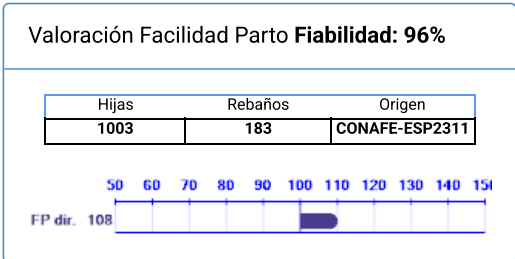 Valoración Facilidad Parto Fiabilidad: 96%
Hijas Rebaños Origen
1003 183 CONAFE-ESP2311
50 60 70 80 90 100 110 120 130 140
FP dir. 108